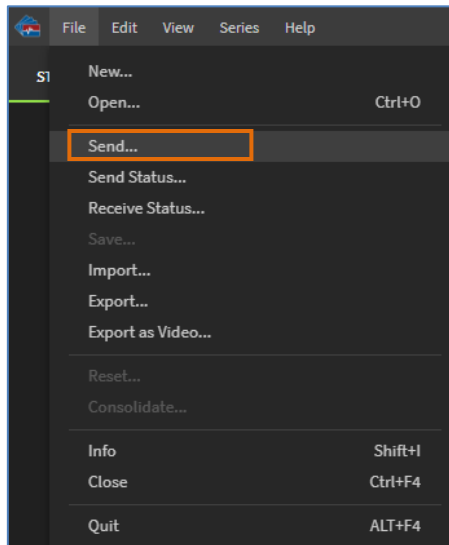 File Edit View Series Help
ST
New...
Open... Ctrl+O
Send...
Send Status...
Receive Status...
Save...
Import...
Export...
Export as Video...
Reset...
Consolidate...
Info Shift+I
Close Ctrl+F4
Quit ALT+F4